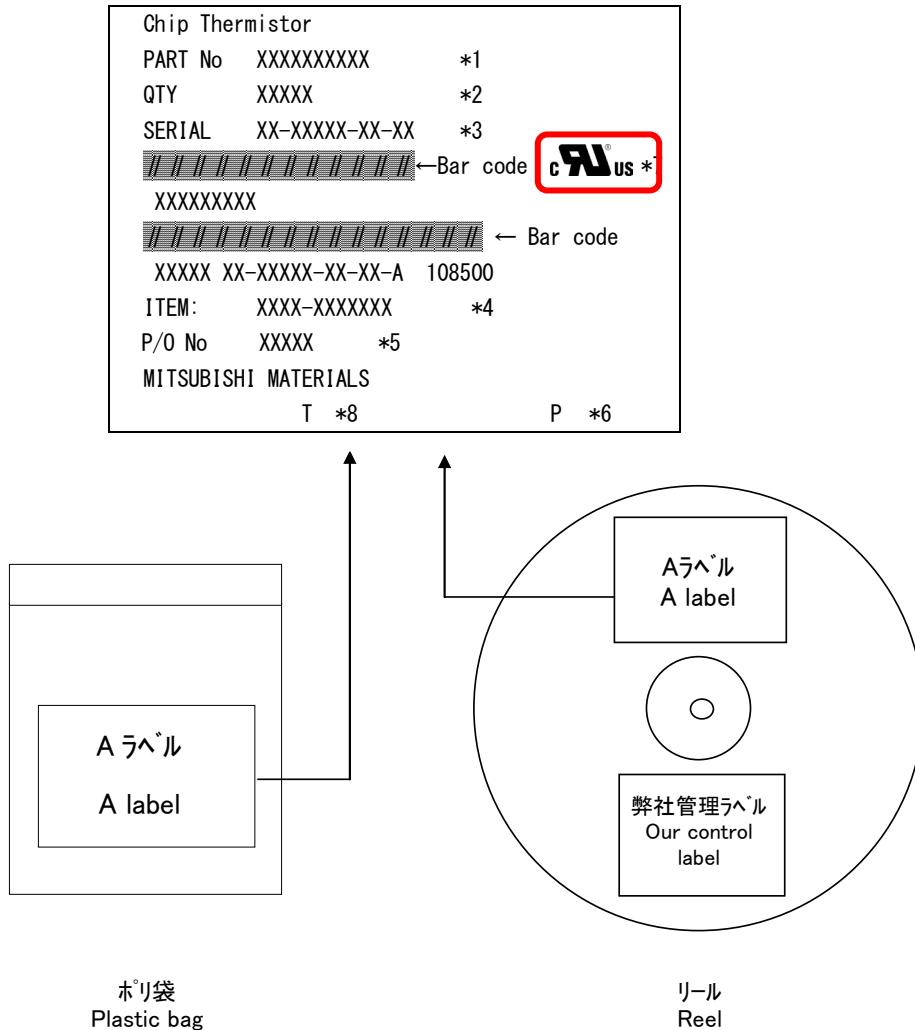 Chip Thermistor
PART No XXXXXXXXXX *1
QTY XXXXX *2
SERIAL XX-XXXXX-XX-XX *3
←Bar code c RU ® US *7
XXXXXXXXX
← Bar code
XXXXX XX-XXXXX-XX-XX-A 108500
ITEM: XXXX-XXXXXXX *4
P/O No XXXXX *5
MITSUBISHI MATERIALS
T *8 P *6
Aラベル
A label
A ラベル
A label
弊社管理ラベル
Our control
label
ポリ袋
Plastic bag
リール
Reel